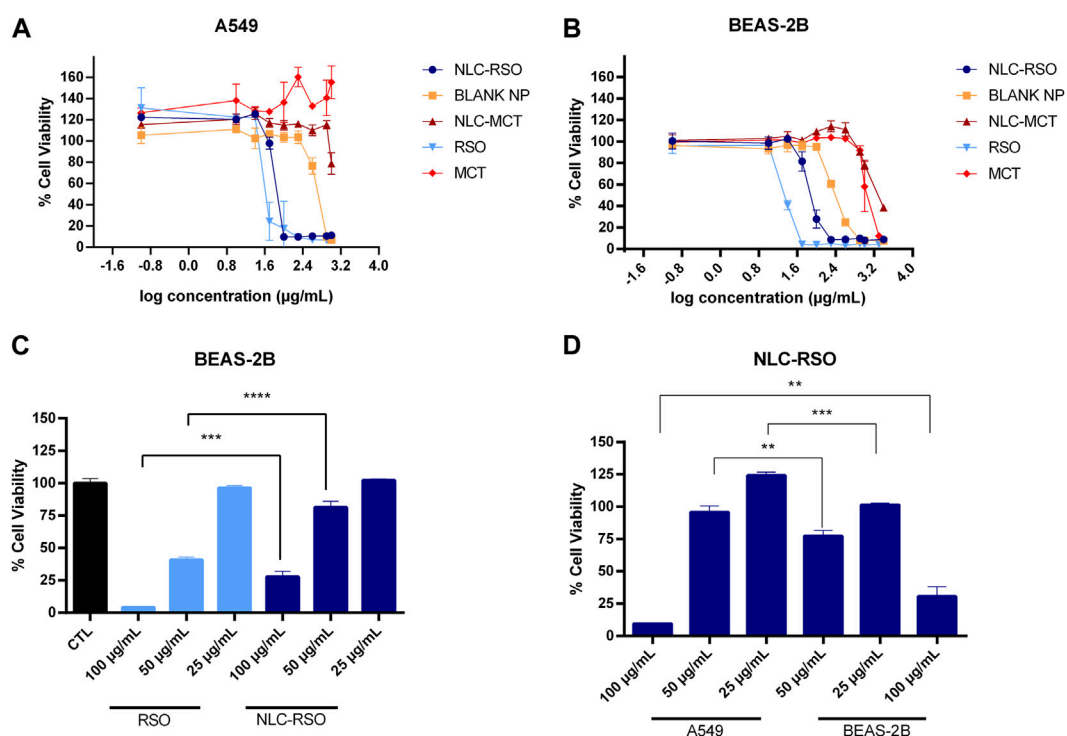 A
A549
160
140
120
100
80
60
40
20
0
% Cell Viability
-1.6
-0.8
0.0
0.8
1.6
2.4
3.2
4.0
log concentration (µg/mL)
NLC-RSO
BLANK NP
NLC-MCT
RSO
MCT
B
BEAS-2B
160
140
120
100
80
60
40
20
0
% Cell Viability
-1.6
-0.8
0.0
0.8
1.6
2.4
3.2
4.0
log concentration (µg/mL)
NLC-RSO
BLANK NP
NLC-MCT
RSO
MCT
C
BEAS-2B
****
***
150
125
100
75
50
25
0
% Cell Viability
CTL
100 µg/mL
50 µg/mL
25 µg/mL
100 µg/mL
50 µg/mL
25 µg/mL
RSO
NLC-RSO
D
NLC-RSO
**
***
**
150
125
100
75
50
25
0
% Cell Viability
100 µg/mL
50 µg/mL
25 µg/mL
50 µg/mL
25 µg/mL
100 µg/mL
A549
BEAS-2B